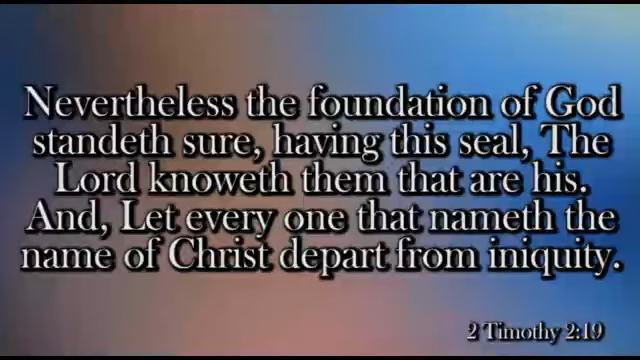 Nevertheless the foundation of God
standeth sure, having this seal, The
Lord knoweth them that are his.
And, Let every one that nameth the
name of Christ depart from iniquity.
2 Timothy 2:19